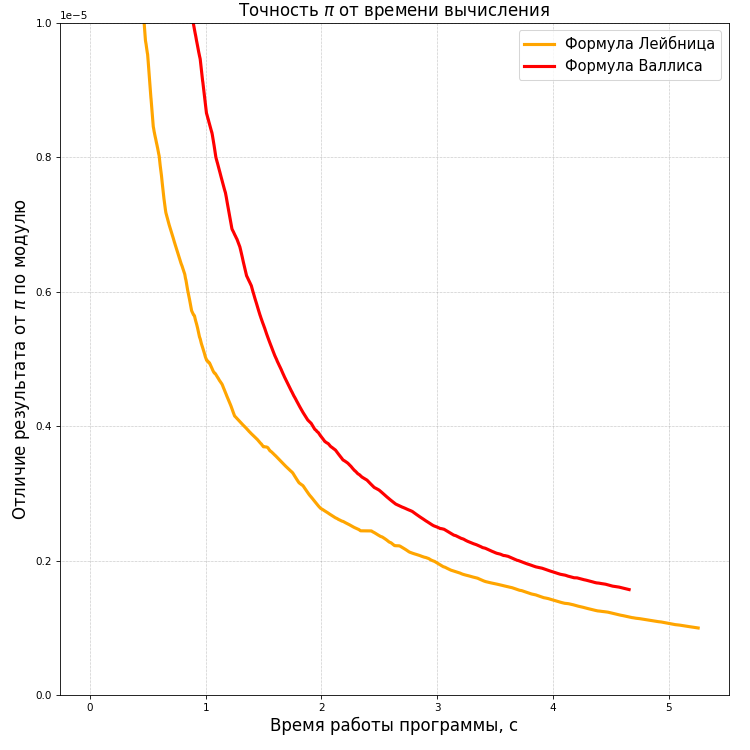 Точность π от времени вычисления
1e−5
Формула Лейбница
Формула Валлиса
1.0
0.8
0.6
0.4
0.2
0.0
Отличие результата от π по модулю
0 1 2 3 4 5
Время работы программы, с